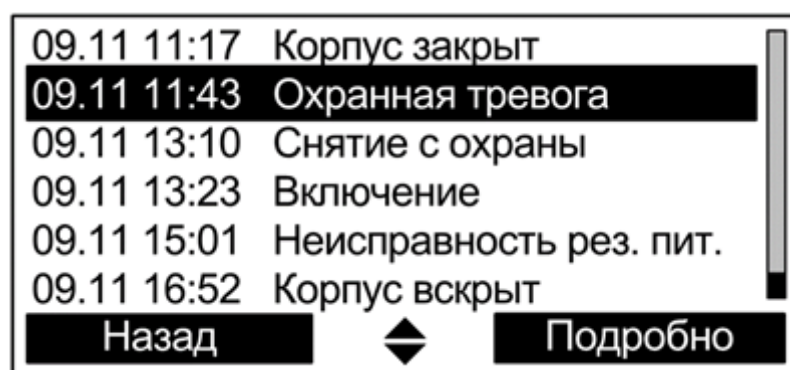 09.11 11:17 Корпус закрыт
09.11 11:43 Охранная тревога
09.11 13:10 Снятие с охраны
09.11 13:23 Включение
09.11 15:01 Неисправность рез. пит.
09.11 16:52 Корпус вскрыт
Назад Подробно